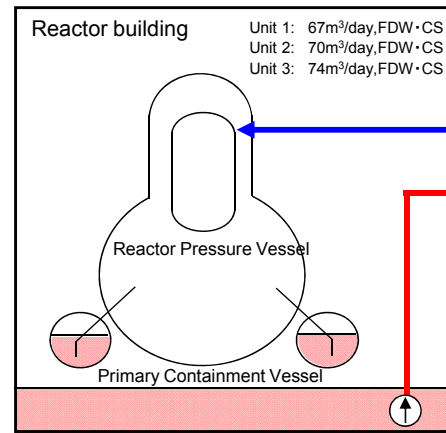 Reactor building
Unit 1: 67m³/day,FDW・CS
Unit 2: 70m³/day,FDW・CS
Unit 3: 74m³/day,FDW・CS
Reactor Pressure Vessel
Primary Containment Vessel